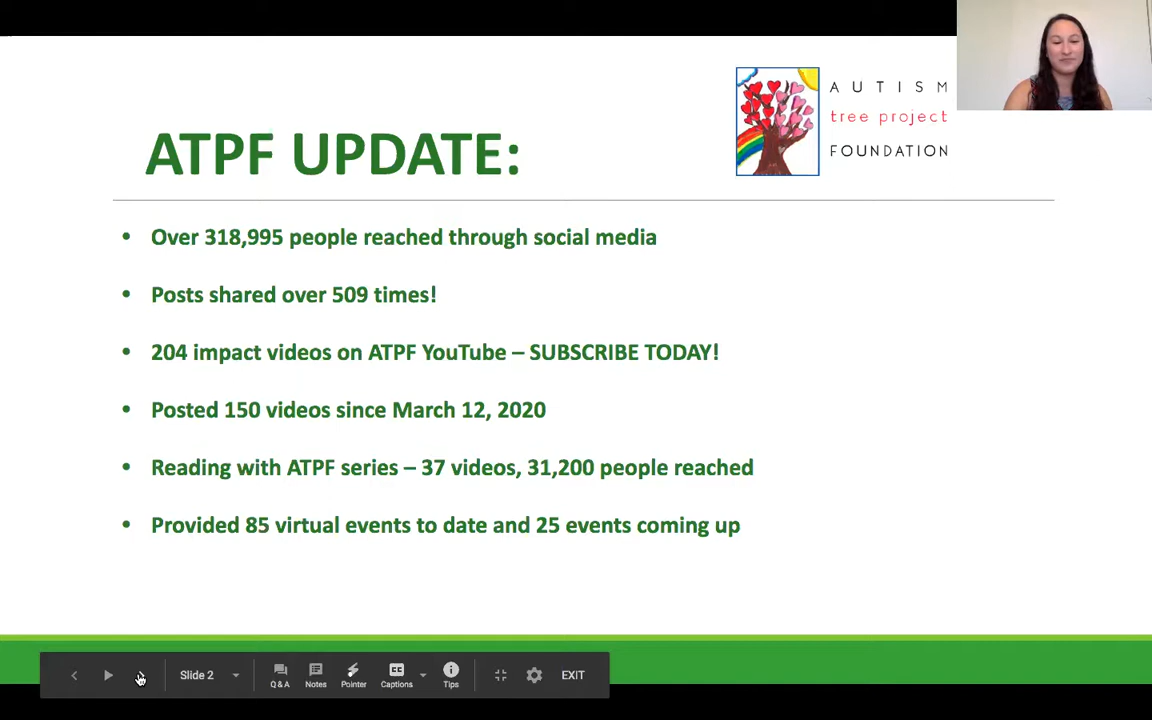 AUTISM
tree project
FOUNDATION
ATPF UPDATE:
• Over 318,995 people reached through social media
• Posts shared over 509 times!
• 204 impact videos on ATPF YouTube – SUBSCRIBE TODAY!
• Posted 150 videos since March 12, 2020
• Reading with ATPF series – 37 videos, 31,200 people reached
• Provided 85 virtual events to date and 25 events coming up
Slide 2
Q & A Notes Pointer CC Captions Tips EXIT